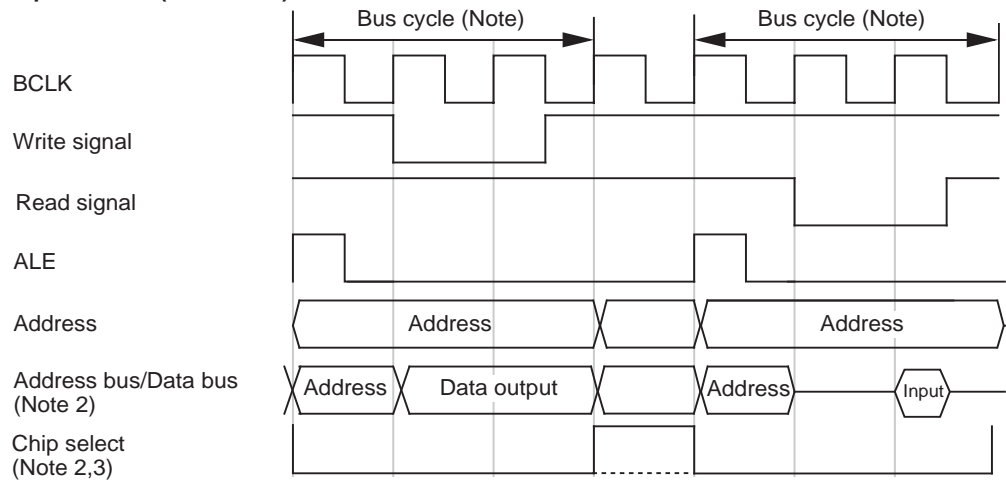 Bus cycle (Note)
Bus cycle (Note)
BCLK
Write signal
Read signal
ALE
Address
Address
Address
Address bus/Data bus
(Note 2)
Address
Data output
Address
Input
Chip select
(Note 2,3)